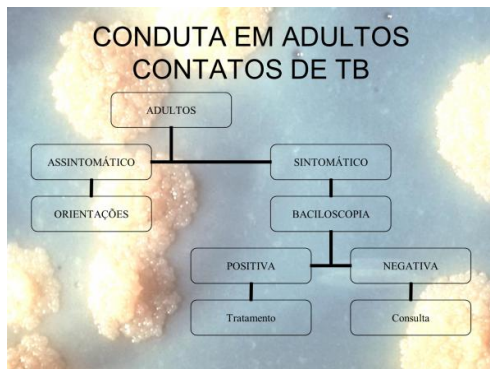 CONDUTA EM ADULTOS
CONTATOS DE TB
ADULTOS
ASSINTOMÁTICO
SINTOMÁTICO
ORIENTAÇÕES
BACILOSCOPIA
POSITIVA
NEGATIVA
Tratamento
Consulta